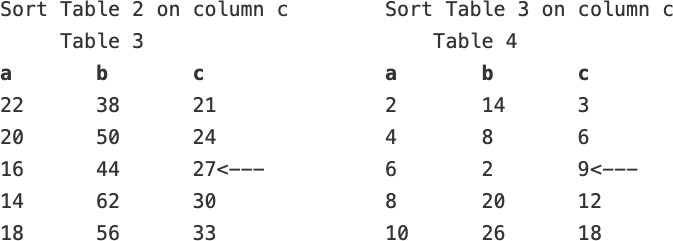 Sort Table 2 on column c Sort Table 3 on column c
Table 3 Table 4
a b c a b c
22 38 21 2 14 3
20 50 24 4 8 6
16 44 27<--- 6 2 9<---
14 62 30 8 20 12
18 56 33 10 26 18